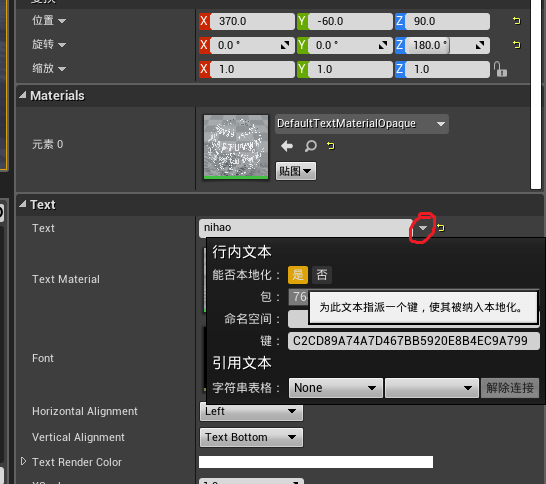 位置 X 370.0 Y -60.0 Z 90.0
旋转 X 0.0 ° Y 0.0 ° Z 180.0 °
缩放 X 1.0 Y 1.0 Z 1.0
Materials
元素 0
DefaultTextMaterialOpaque
贴图
Text
Text nihao
行内文本
能否本地化： 是 否
Text Material
包： 76
为此文本指派一个键，使其被纳入本地化。
命名空间：
键： C2CD89A74A7D467BB5920E8B4EC9A799
Font
引用文本
字符串表格： None 解除连接
Horizontal Alignment Left
Vertical Alignment Text Bottom
Text Render Color